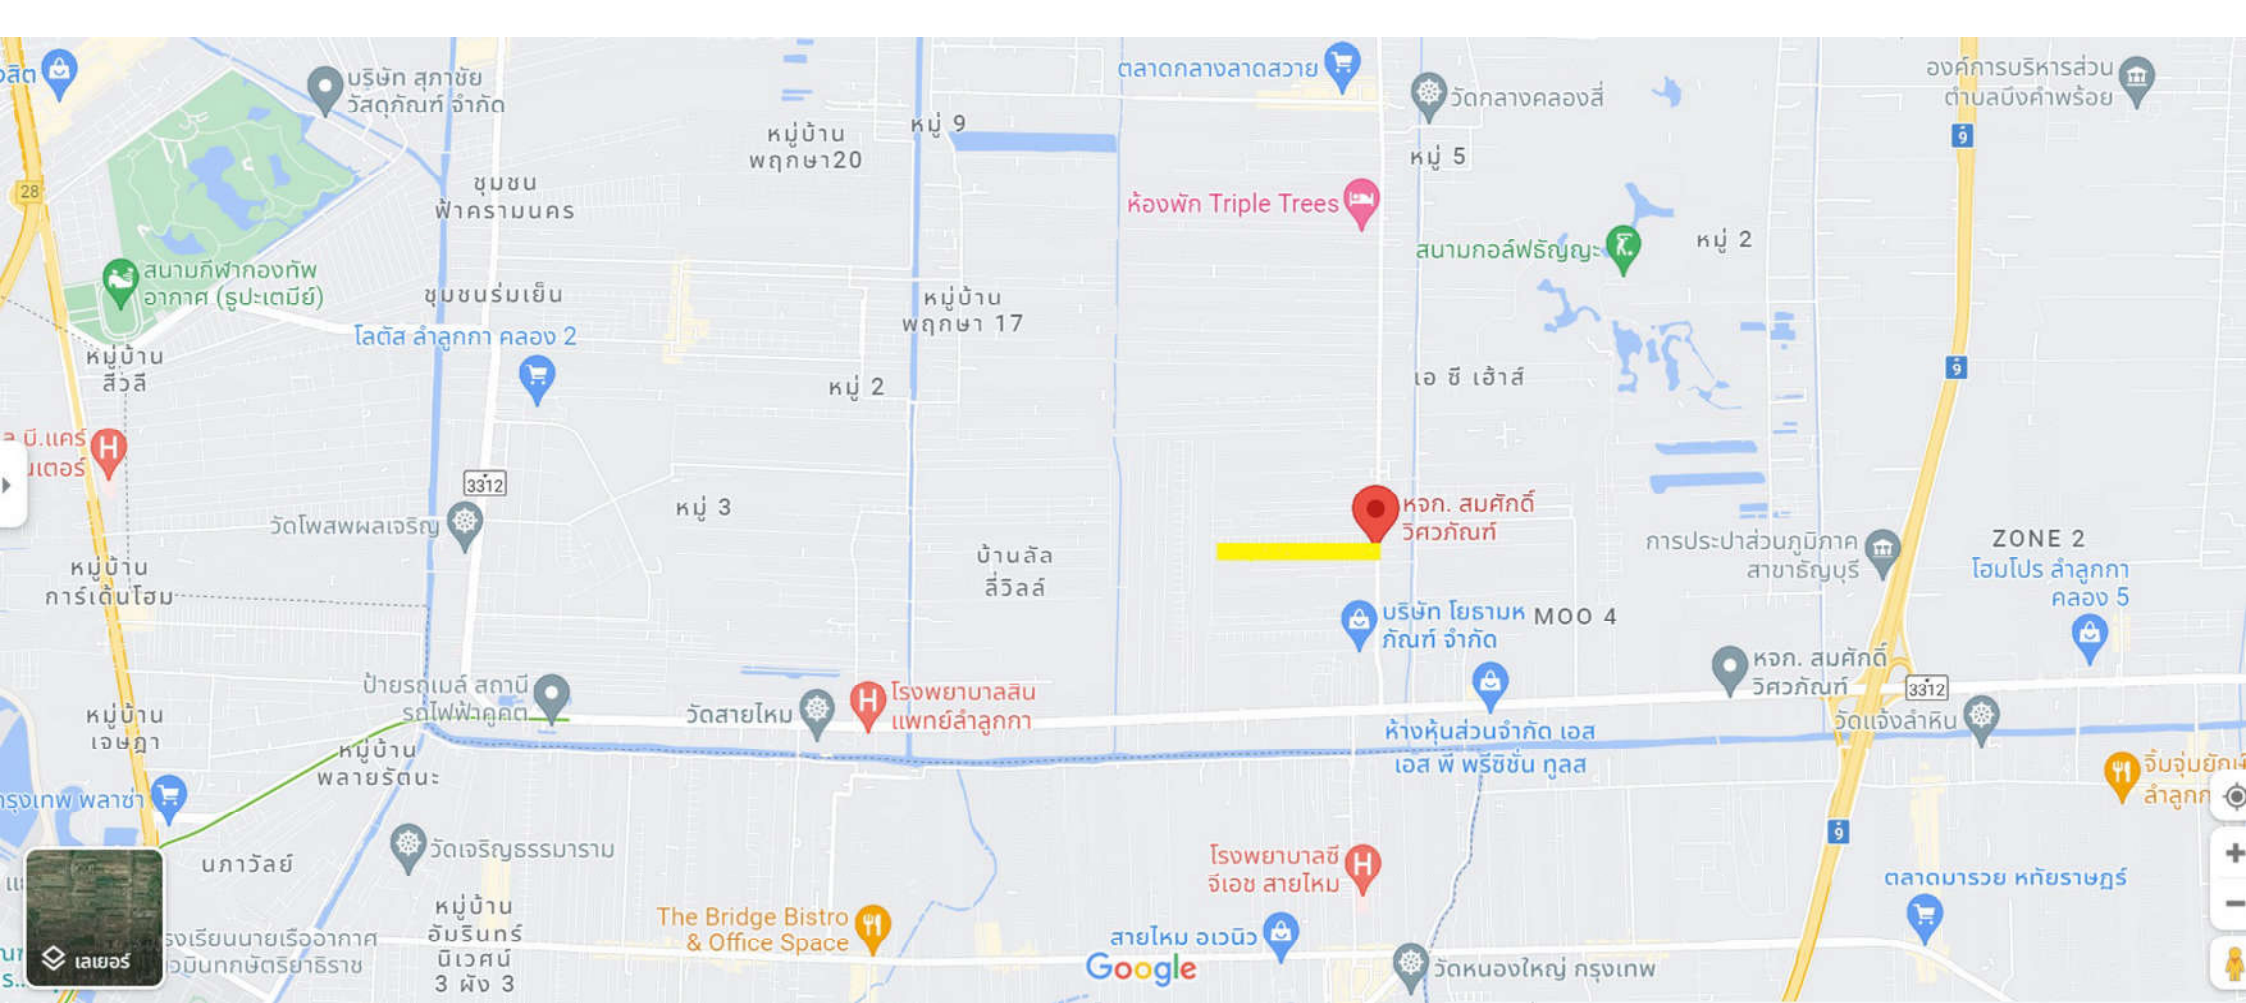 บริษัท สุภาชัย
วัสดุภัณฑ์ จำกัด
ตลาดกลางลาดสวาย
วัดกลางคลองสี่
องค์การบริหารส่วน
ตำบลบึงคำพร้อย
หมู่ 9
หมู่บ้าน
พฤกษา20
9
หมู่ 5
28
ชุมชน
ฟ้าครามนคร
ห้องพัก Triple Trees
สนามกอล์ฟธัญญะ
หมู่ 2
สนามกีฬากองทัพ
อากาศ (ธูปะเตมีย์)
ชุมชนร่มเย็น
หมู่บ้าน
พฤกษา 17
โลตัส ลำลูกกา คลอง 2
หมู่บ้าน
สีวลี
หมู่ 2
เอ ซี เฮ้าส์
9
บี.แคร์
3312
หมู่ 3
หจก. สมศักดิ์
วิศวภัณฑ์
วัดโพสพผลเจริญ
บ้านลัล
ลี่วิลล์
การประปาส่วนภูมิภาค
สาขาธัญบุรี
ZONE 2
โฮมโปร ลำลูกกา
คลอง 5
หมู่บ้าน
การ์เด้นโฮม
บริษัท โยธามห
ภัณฑ์ จำกัด
MOO 4
หจก. สมศักดิ์
วิศวภัณฑ์
3312
ป้ายรถเมล์ สถานี
รถไฟฟ้าคูคต
วัดสายไหม
โรงพยาบาลสิน
แพทย์ลำลูกกา
หมู่บ้าน
เจษฎา
ห้างหุ้นส่วนจำกัด เอส
เอส พี พรีซิชั่น ทูลส
วัดแจ้งลำหิน
หมู่บ้าน
พลายรัตนะ
จิ้มจุ่มยักษ์
กรุงเทพ พลาซ่า
9
วัดเจริญธรรมาราม
นภาวัลย์
โรงพยาบาลซี
จีเอช สายไหม
ตลาดมารวย หทัยราษฎร์
หมู่บ้าน
อัมรินทร์
นิเวศน์
3 ผัง 3
The Bridge Bistro
& Office Space
สายไหม อเวนิว
เลเยอร์
Google
วัดหนองใหญ่ กรุงเทพ